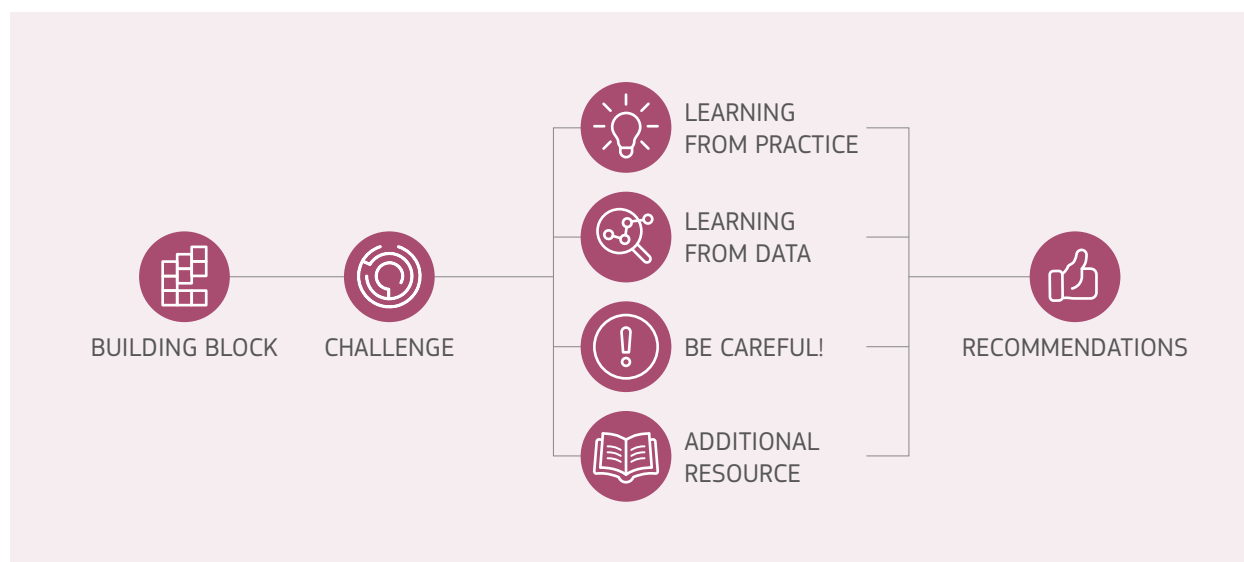 BUILDING BLOCK
CHALLENGE
LEARNING
FROM PRACTICE
LEARNING
FROM DATA
BE CAREFUL!
ADDITIONAL
RESOURCE
RECOMMENDATIONS